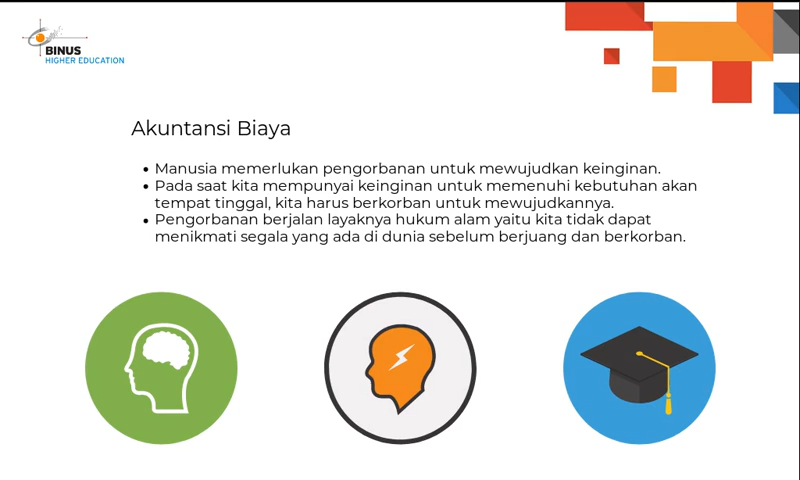 BINUS
HIGHER EDUCATION
Akuntansi Biaya
• Manusia memerlukan pengorbanan untuk mewujudkan keinginan.
• Pada saat kita mempunyai keinginan untuk memenuhi kebutuhan akan
tempat tinggal, kita harus berkorban untuk mewujudkannya.
• Pengorbanan berjalan layaknya hukum alam yaitu kita tidak dapat
menikmati segala yang ada di dunia sebelum berjuang dan berkorban.